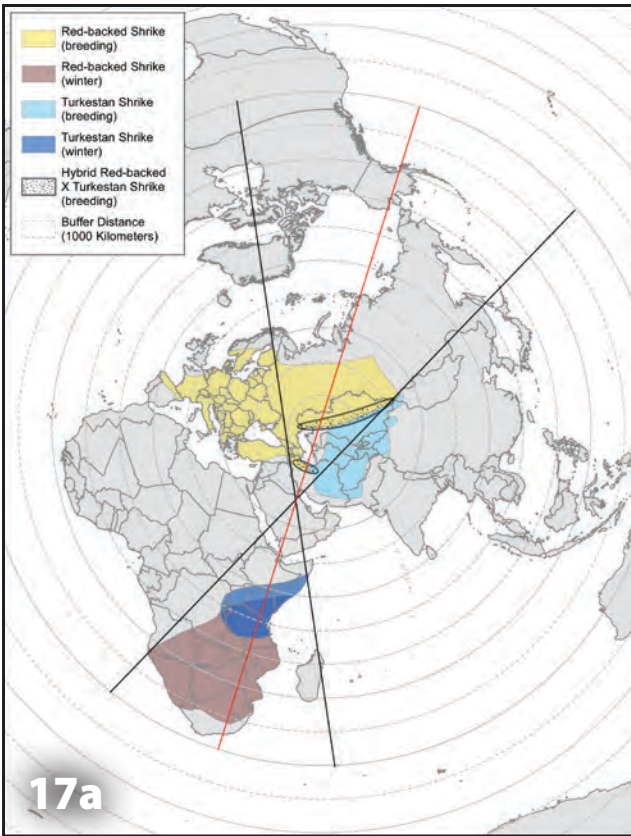 Red-backed Shrike
(breeding)
Red-backed Shrike
(winter)
Turkestan Shrike
(breeding)
Turkestan Shrike
(winter)
Hybrid Red-backed
X Turkestan Shrike
(breeding)
Buffer Distance
(1000 Kilometers)
17a